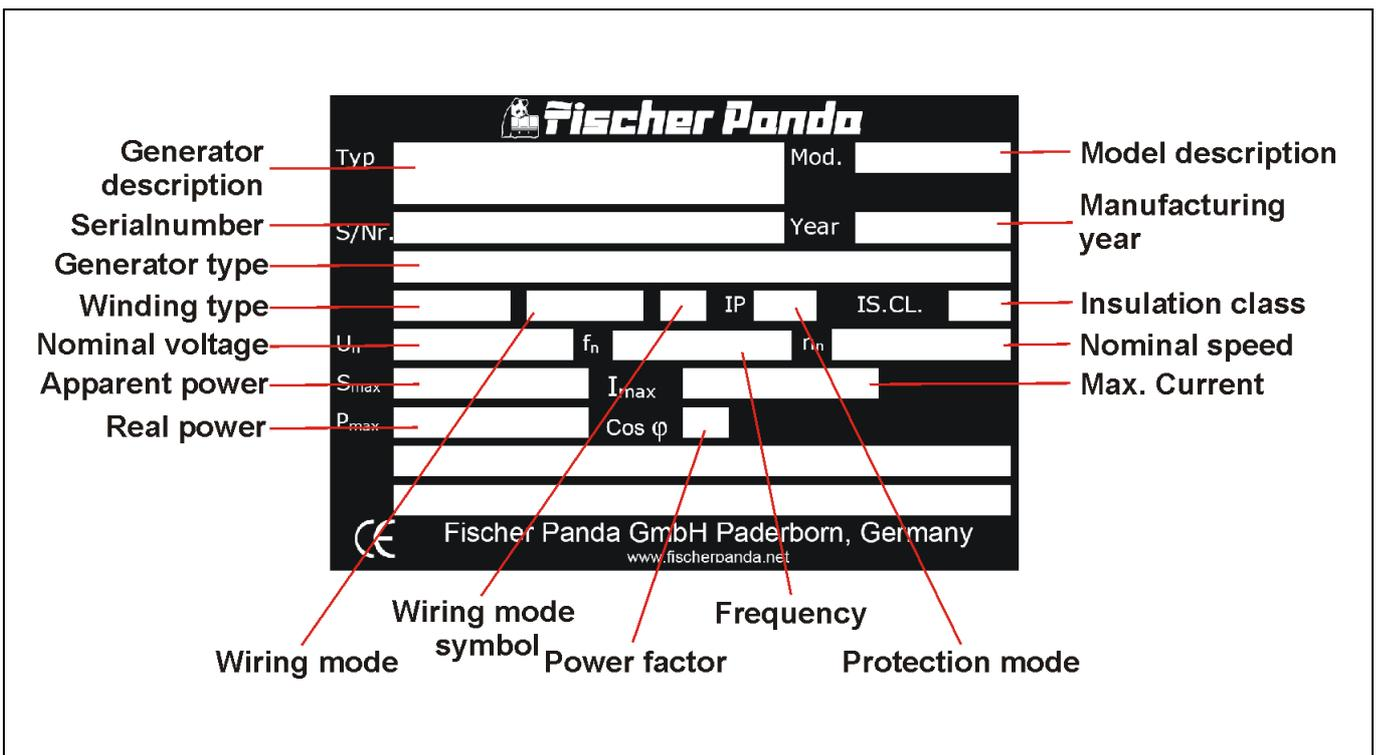 Fischer Panda
Generator
description
Typ
Mod.
Model description
Serialnumber
S/Nr.
Year
Manufacturing
year
Generator type
Winding type
IP
IS.CL.
Insulation class
Nominal voltage
Un
fn
nn
Nominal speed
Apparent power
Smax
Imax
Max. Current
Real power
Pmax
Cos φ
CE
Fischer Panda GmbH Paderborn, Germany
www.fischerpanda.net
Wiring mode
symbol
Frequency
Wiring mode
Power factor
Protection mode